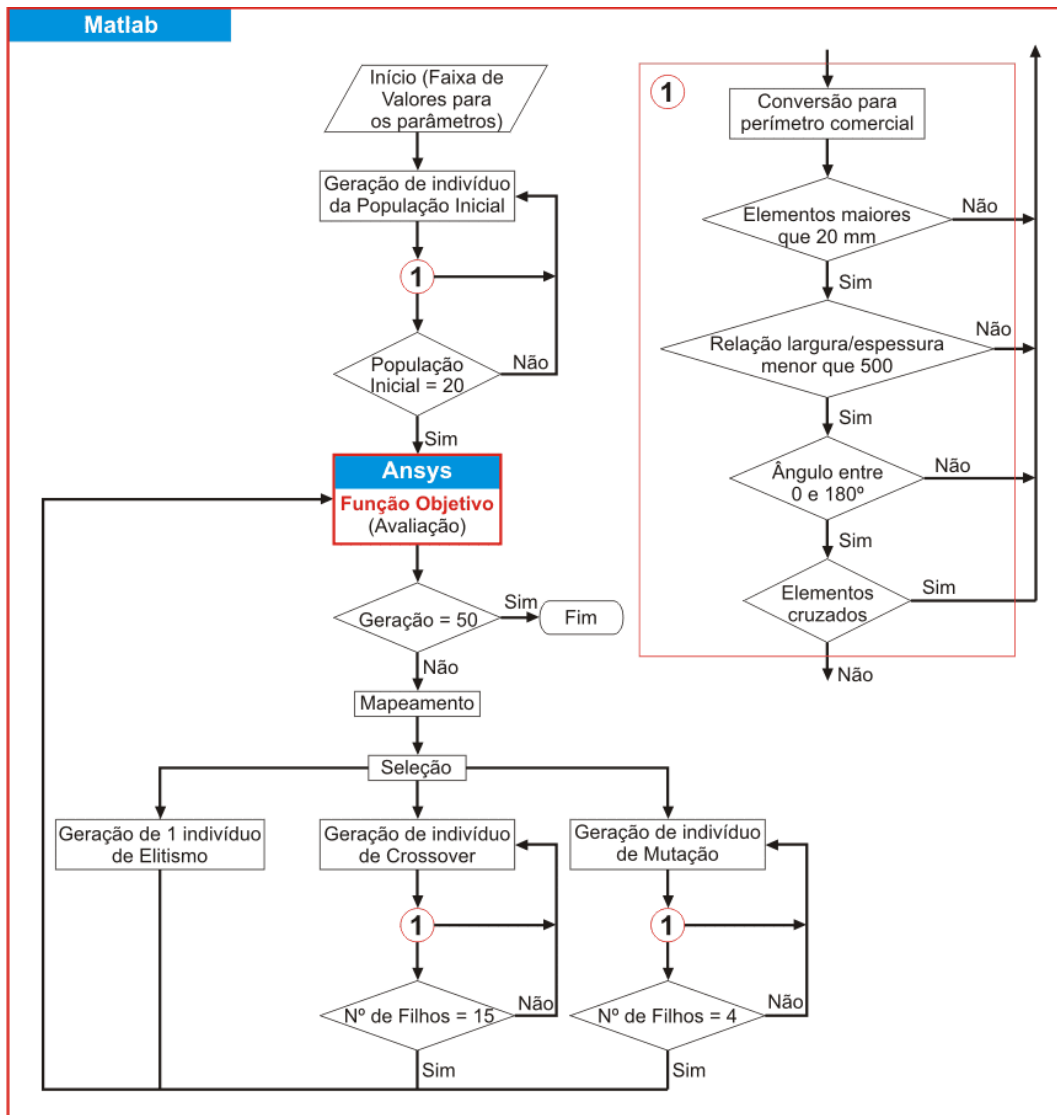 Matlab
Início (Faixa de
Valores para
os parâmetros)
Geração de indivíduo
da População Inicial
1
População
Inicial = 20
Não
Sim
Ansys
Função Objetivo
(Avaliação)
Geração = 50
Sim
Fim
Não
Mapeamento
Seleção
Geração de 1 indivíduo
de Elitismo
Geração de indivíduo
de Crossover
1
Nº de Filhos = 15
Não
Sim
Geração de indivíduo
de Mutação
1
Nº de Filhos = 4
Não
Sim
1
Conversão para
perímetro comercial
Elementos maiores
que 20 mm
Não
Sim
Relação largura/espessura
menor que 500
Não
Sim
Ângulo entre
0 e 180º
Não
Sim
Elementos
cruzados
Sim
Não